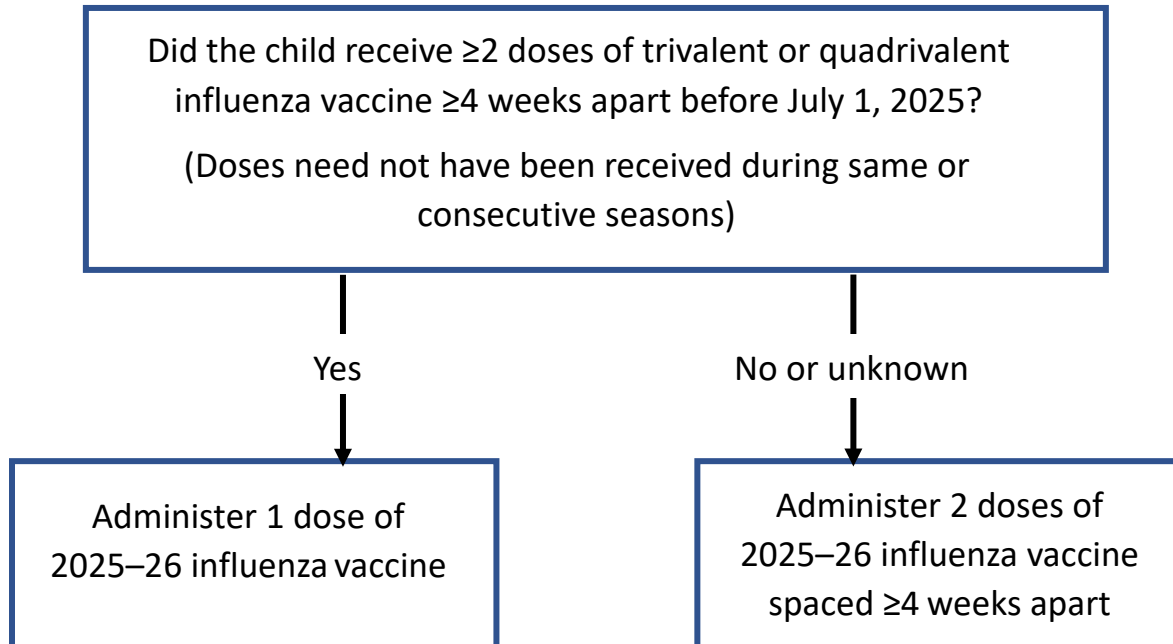 Did the child receive ≥2 doses of trivalent or quadrivalent
influenza vaccine ≥4 weeks apart before July 1, 2025?
(Doses need not have been received during same or
consecutive seasons)
Yes
No or unknown
Administer 1 dose of
2025–26 influenza vaccine
Administer 2 doses of
2025–26 influenza vaccine
spaced ≥4 weeks apart